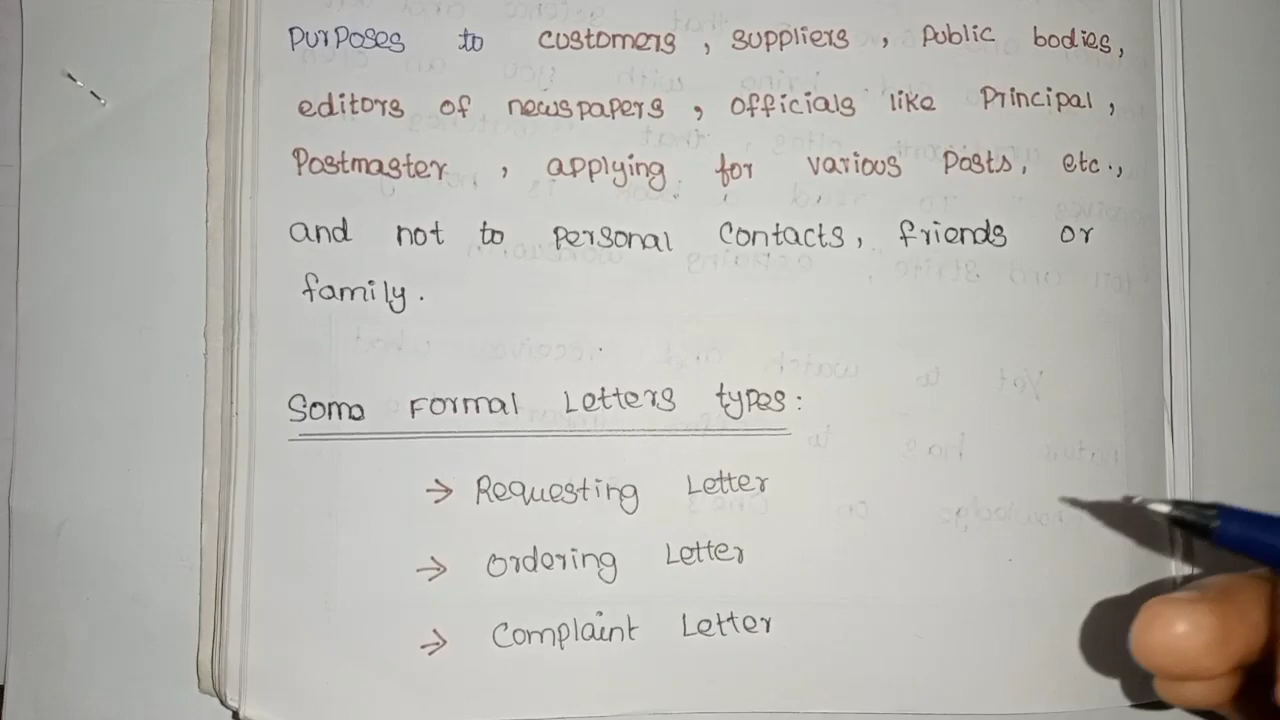 purposes to customers, suppliers, public bodies,
editors of newspapers, officials like Principal,
Postmaster, applying for various Posts, etc.,
and not to personal contacts, friends or
family.
Some Formal Letters types:
→ Requesting Letter
→ Ordering Letter
→ Complaint Letter